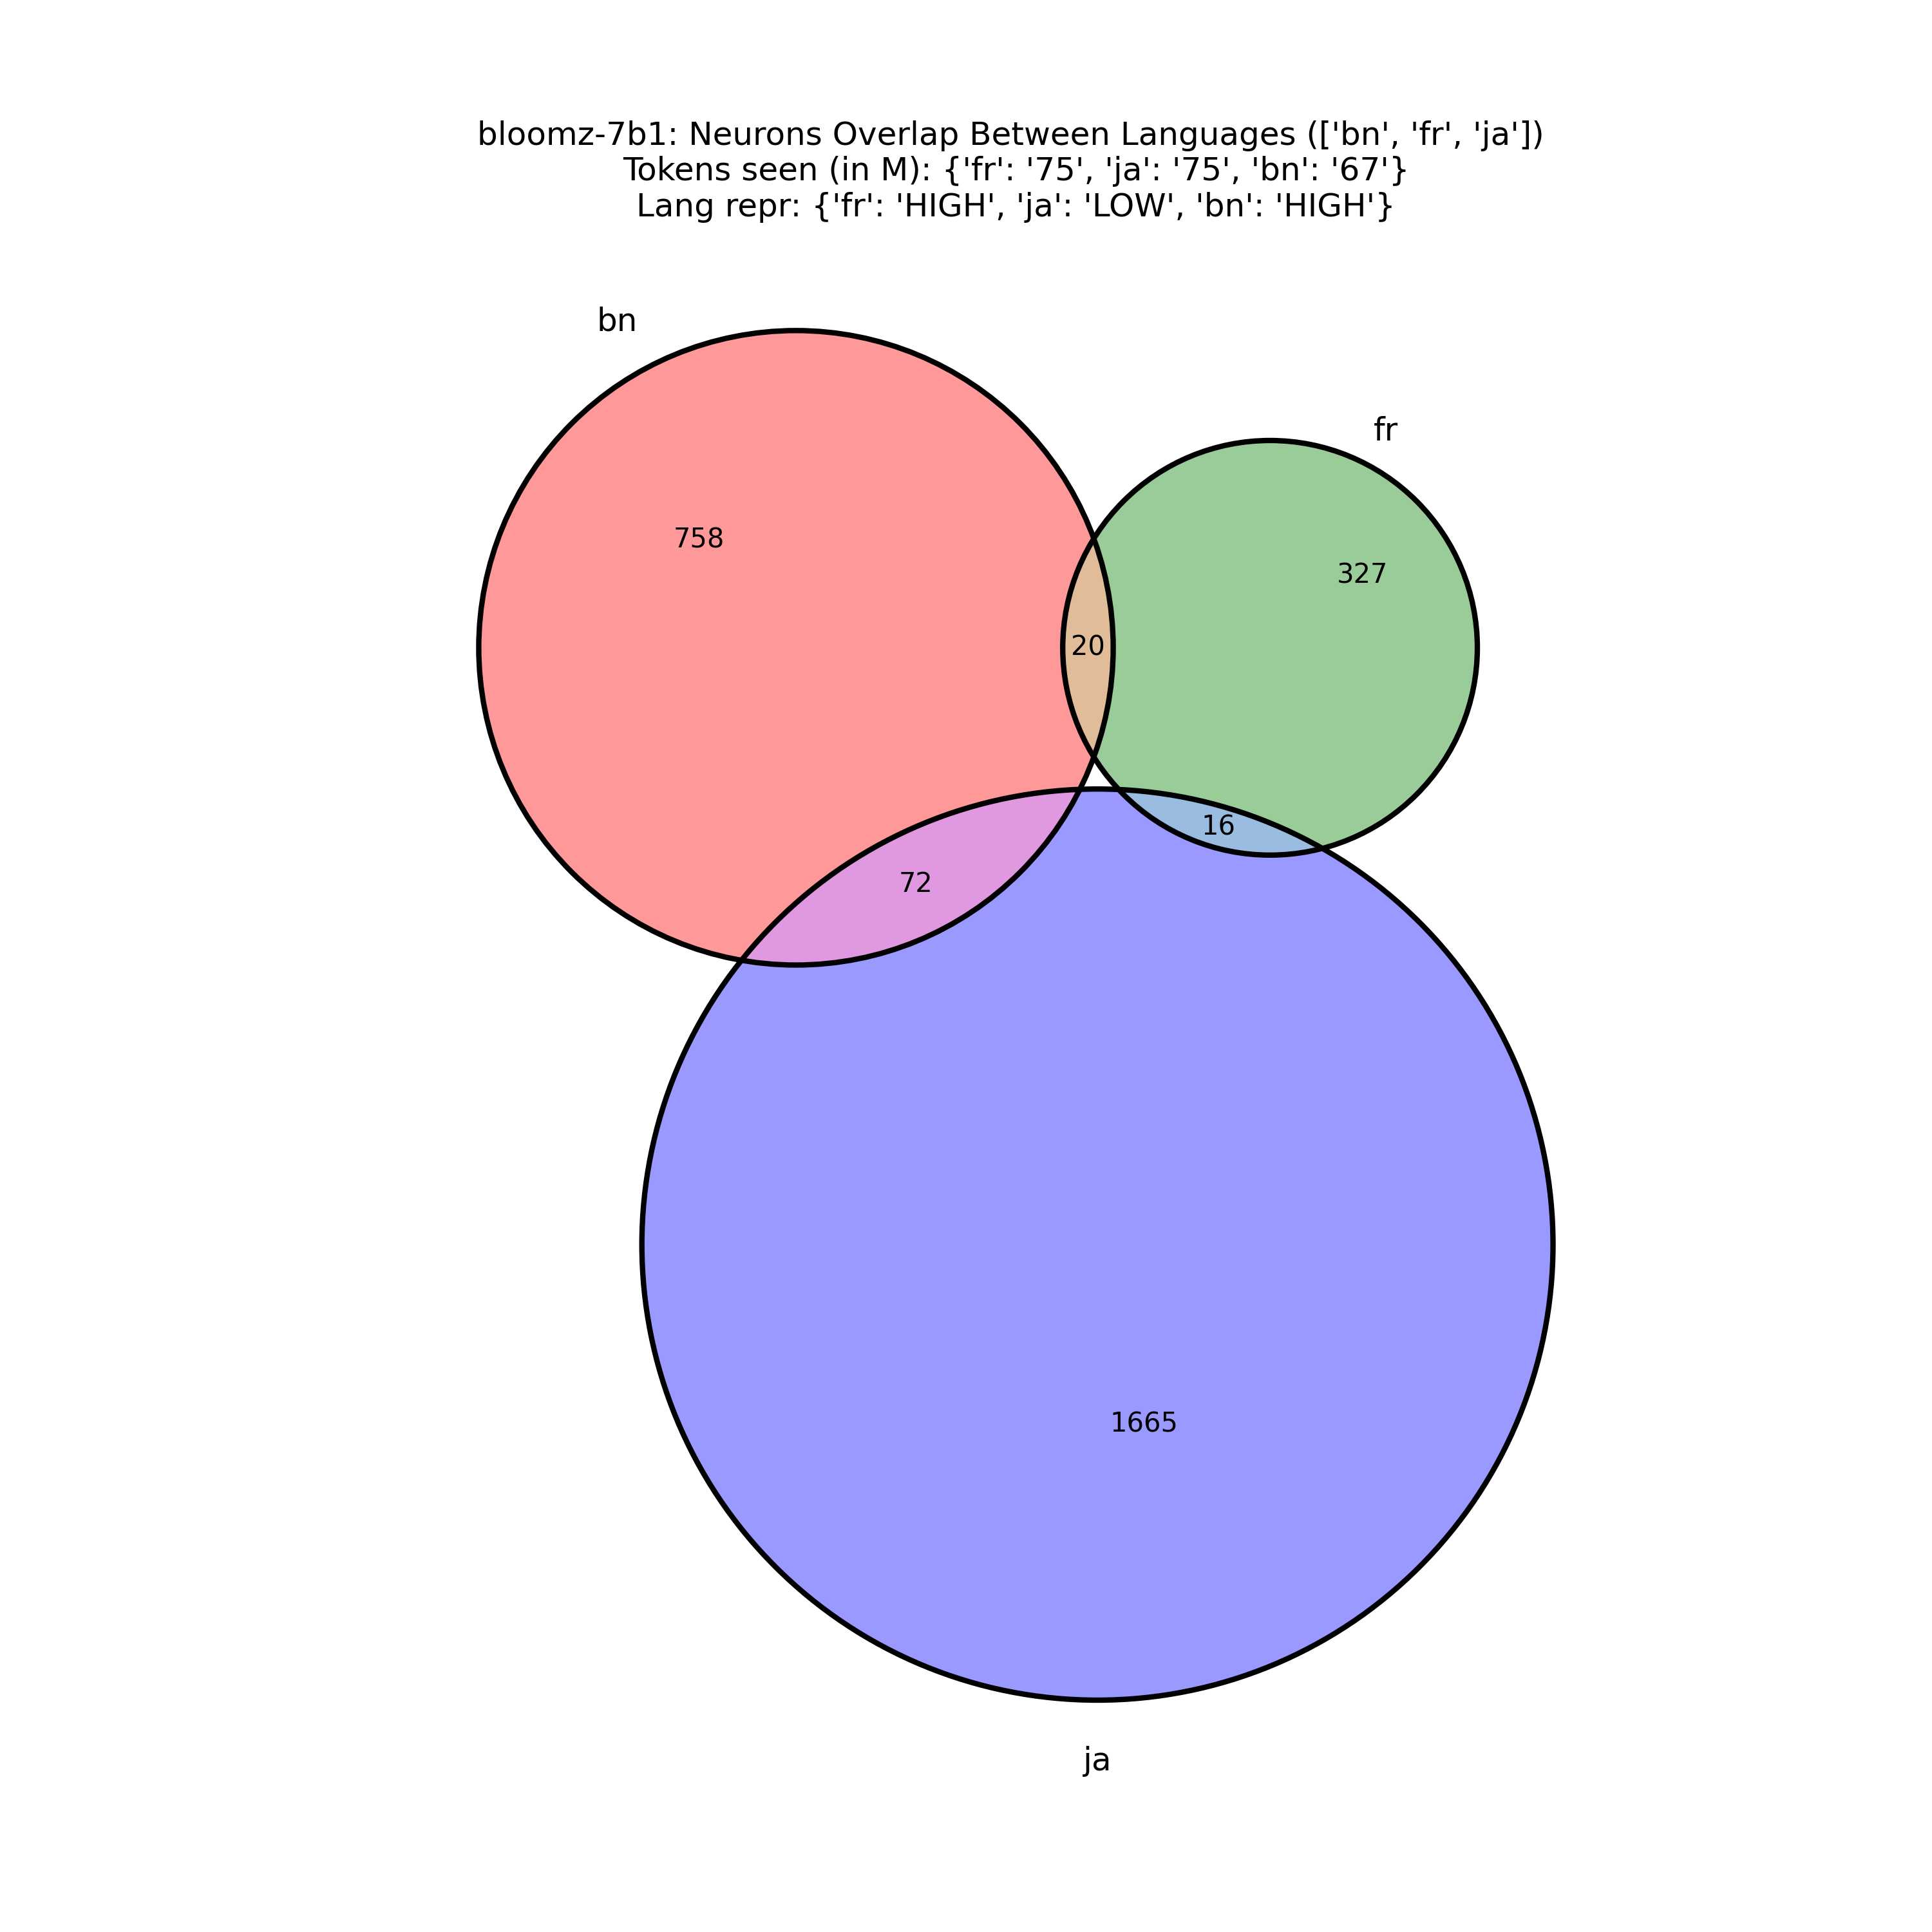 bloomz-7b1: Neurons Overlap Between Languages (['bn', 'fr', 'ja'])
Tokens seen (in M): {'fr': '75', 'ja': '75', 'bn': '67'}
Lang repr: {'fr': 'HIGH', 'ja': 'LOW', 'bn': 'HIGH'}
bn
fr
758
327
20
16
72
1665
ja